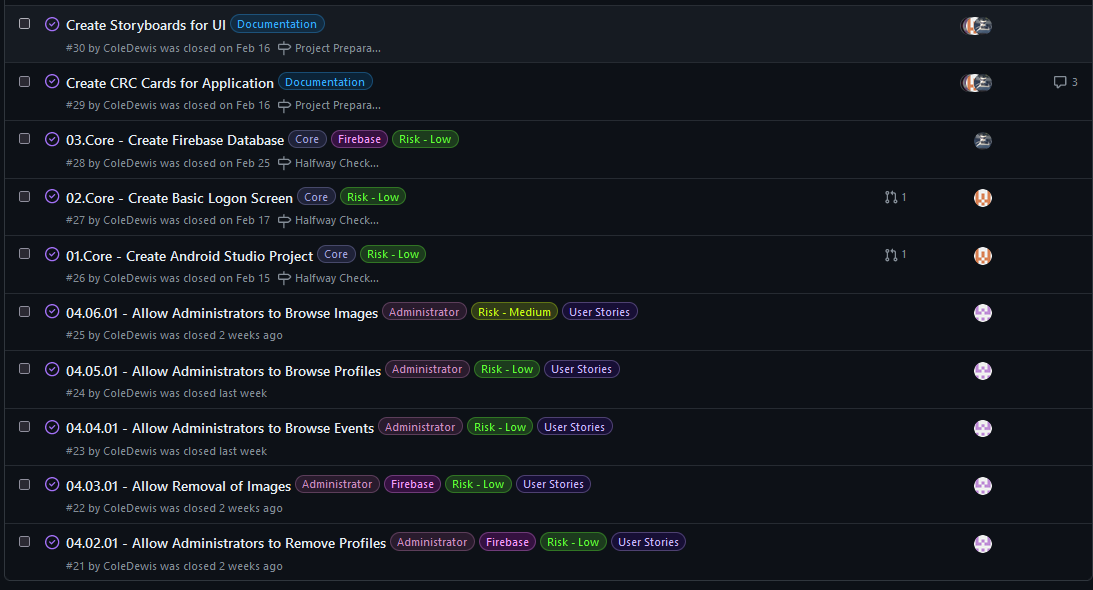 Create Storyboards for UI Documentation
#30 by ColeDewis was closed on Feb 16 Project Prepara...
Create CRC Cards for Application Documentation 3
#29 by ColeDewis was closed on Feb 16 Project Prepara...
03.Core - Create Firebase Database Core Firebase Risk - Low
#28 by ColeDewis was closed on Feb 25 Halfway Check...
02.Core - Create Basic Logon Screen Core Risk - Low 1
#27 by ColeDewis was closed on Feb 17 Halfway Check...
01.Core - Create Android Studio Project Core Risk - Low 1
#26 by ColeDewis was closed on Feb 15 Halfway Check...
04.06.01 - Allow Administrators to Browse Images Administrator Risk - Medium User Stories
#25 by ColeDewis was closed 2 weeks ago
04.05.01 - Allow Administrators to Browse Profiles Administrator Risk - Low User Stories
#24 by ColeDewis was closed last week
04.04.01 - Allow Administrators to Browse Events Administrator Risk - Low User Stories
#23 by ColeDewis was closed last week
04.03.01 - Allow Removal of Images Administrator Firebase Risk - Low User Stories
#22 by ColeDewis was closed 2 weeks ago
04.02.01 - Allow Administrators to Remove Profiles Administrator Firebase Risk - Low User Stories
#21 by ColeDewis was closed 2 weeks ago